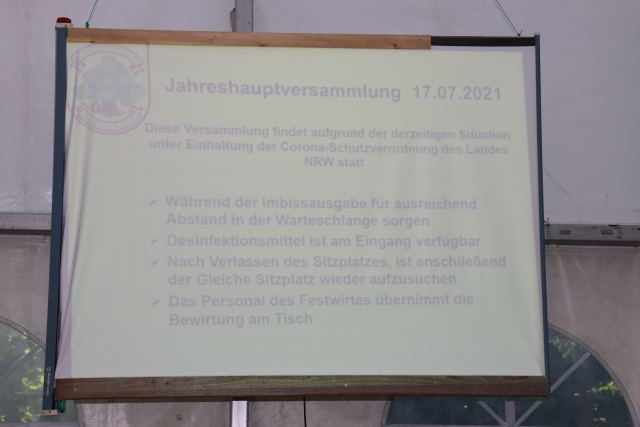 Jahreshauptversammlung 17.07.2021
Diese Versammlung findet aufgrund der derzeitigen Situation
unter Einhaltung der Corona-Schutzverordnung des Landes
NRW statt
➢ Während der Imbissausgabe für ausreichend
Abstand in der Warteschlange sorgen
➢ Desinfektionsmittel ist am Eingang verfügbar
➢ Nach Verlassen des Sitzplatzes, ist anschließend
der Gleiche Sitzplatz wieder aufzusuchen
➢ Das Personal des Festwirtes übernimmt die
Bewirtung am Tisch